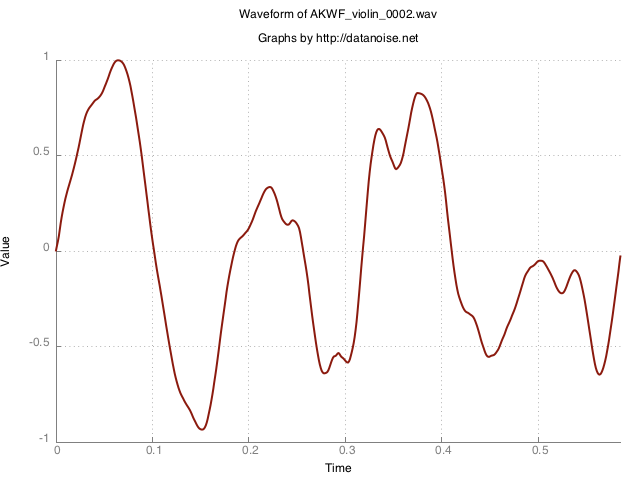 Waveform of AKWF_violin_0002.wav
Graphs by http://datanoise.net
1
0.5
0
-0.5
-1
Value
0
0.1
0.2
0.3
0.4
0.5
Time